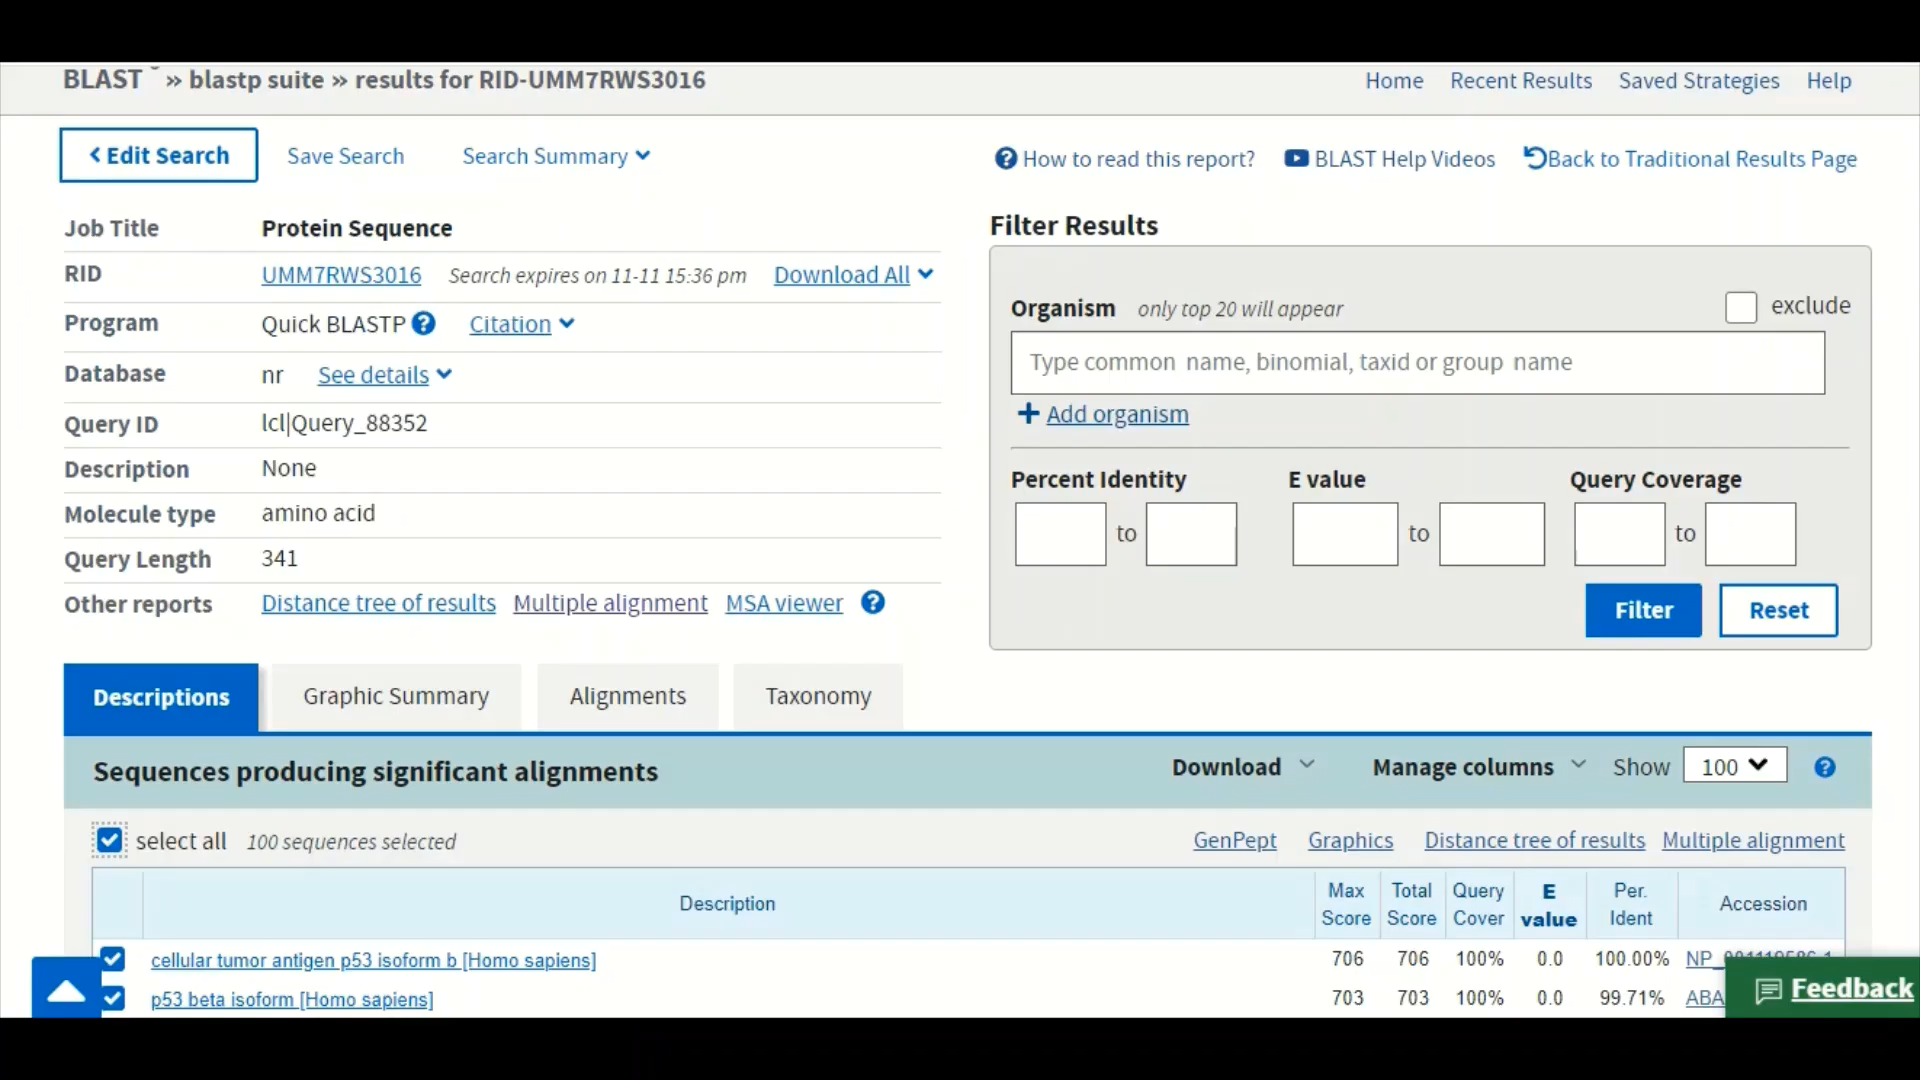 BLAST ® » blastp suite » results for RID-UMM7RWS3016
Home Recent Results Saved Strategies Help
Edit Search Save Search Search Summary
How to read this report? BLAST Help Videos Back to Traditional Results Page
Job Title Protein Sequence
RID UMM7RWS3016 Search expires on 11-11 15:36 pm Download All
Program Quick BLASTP Citation
Database nr See details
Query ID lcl|Query_88352
Description None
Molecule type amino acid
Query Length 341
Other reports Distance tree of results Multiple alignment MSA viewer
Filter Results
Organism only top 20 will appear exclude
Type common name, binomial, taxid or group name
Add organism
Percent Identity E value Query Coverage
to to to
Filter Reset
Descriptions Graphic Summary Alignments Taxonomy
Sequences producing significant alignments Download Manage columns Show 100
select all 100 sequences selected GenPept Graphics Distance tree of results Multiple alignment
Description Max Score Total Score Query Cover E value Per. Ident Accession
cellular tumor antigen p53 isoform b [Homo sapiens] 706 706 100% 0.0 100.00%
p53 beta isoform [Homo sapiens] 703 703 100% 0.0 99.71% ABA
Feedback